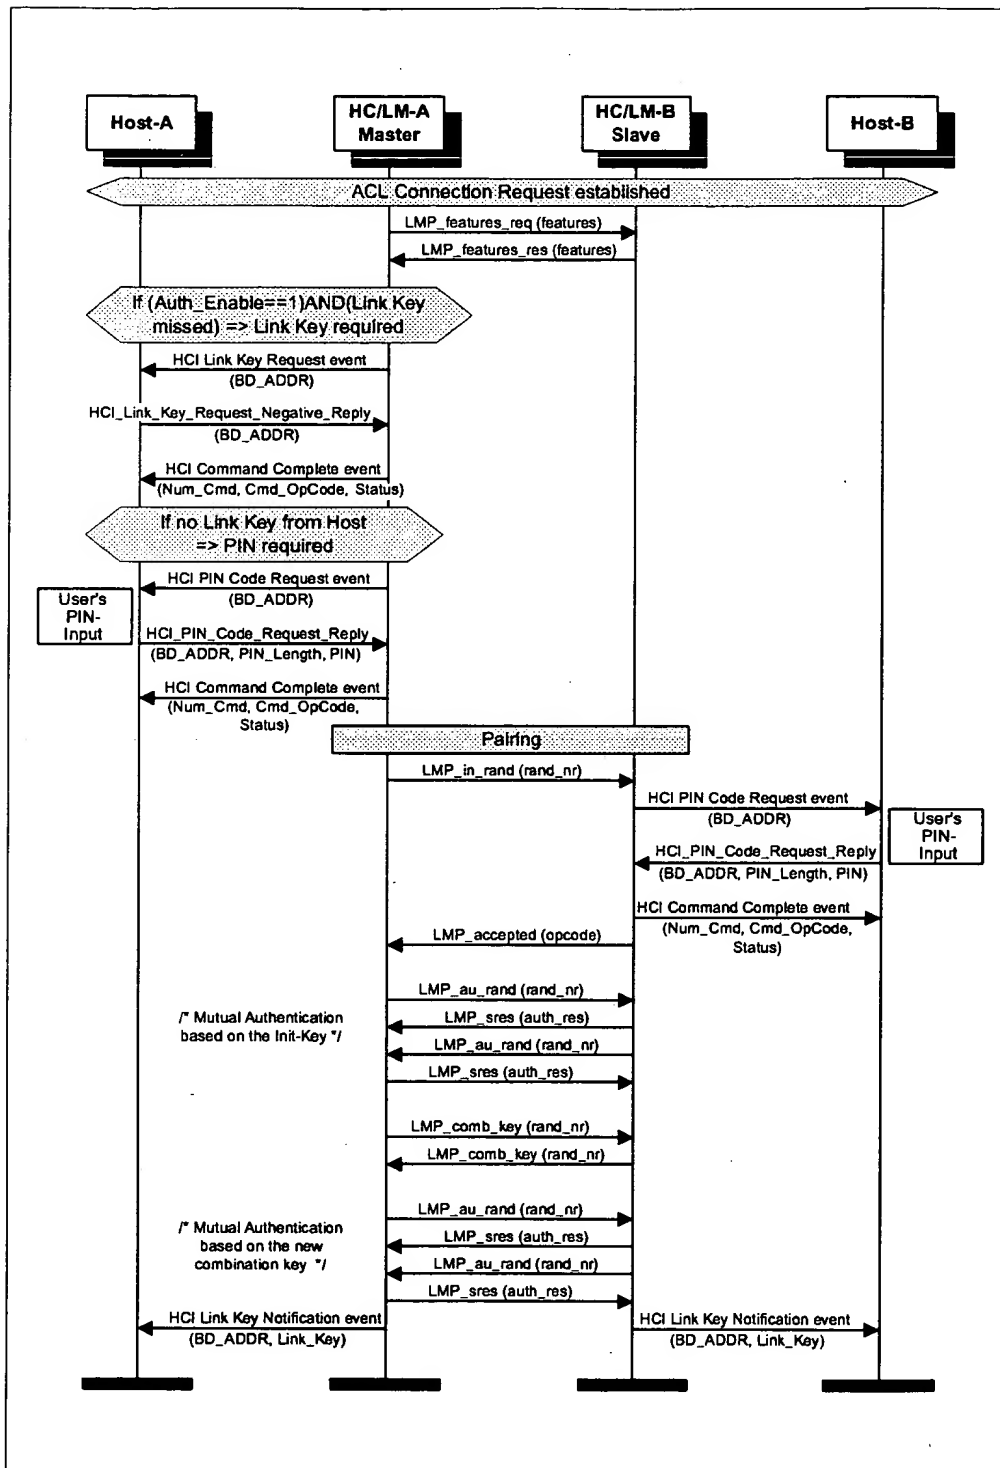 Host-A
HC/LM-A
Master
HC/LM-B
Slave
Host-B
ACL Connection Request established
LMP_features_req (features)
LMP_features_res (features)
If (Auth_Enable==1)AND(Link Key
missed) => Link Key required
HCI Link Key Request event
(BD_ADDR)
HCI_Link_Key_Request_Negative_Reply
(BD_ADDR)
HCI Command Complete event
(Num_Cmd, Cmd_OpCode, Status)
If no Link Key from Host
=> PIN required
HCI PIN Code Request event
(BD_ADDR)
User's
PIN-
Input
HCI_PIN_Code_Request_Reply
(BD_ADDR, PIN_Length, PIN)
HCI Command Complete event
(Num_Cmd, Cmd_OpCode,
Status)
Pairing
LMP_in_rand (rand_nr)
HCI PIN Code Request event
(BD_ADDR)
User's
PIN-
Input
HCI_PIN_Code_Request_Reply
(BD_ADDR, PIN_Length, PIN)
HCI Command Complete event
(Num_Cmd, Cmd_OpCode,
Status)
LMP_accepted (opcode)
LMP_au_rand (rand_nr)
/* Mutual Authentication
based on the Init-Key */
LMP_sres (auth_res)
LMP_au_rand (rand_nr)
LMP_sres (auth_res)
LMP_comb_key (rand_nr)
LMP_comb_key (rand_nr)
LMP_au_rand (rand_nr)
/* Mutual Authentication
based on the new
combination key */
LMP_sres (auth_res)
LMP_au_rand (rand_nr)
LMP_sres (auth_res)
HCI Link Key Notification event
(BD_ADDR, Link_Key)
HCI Link Key Notification event
(BD_ADDR, Link_Key)